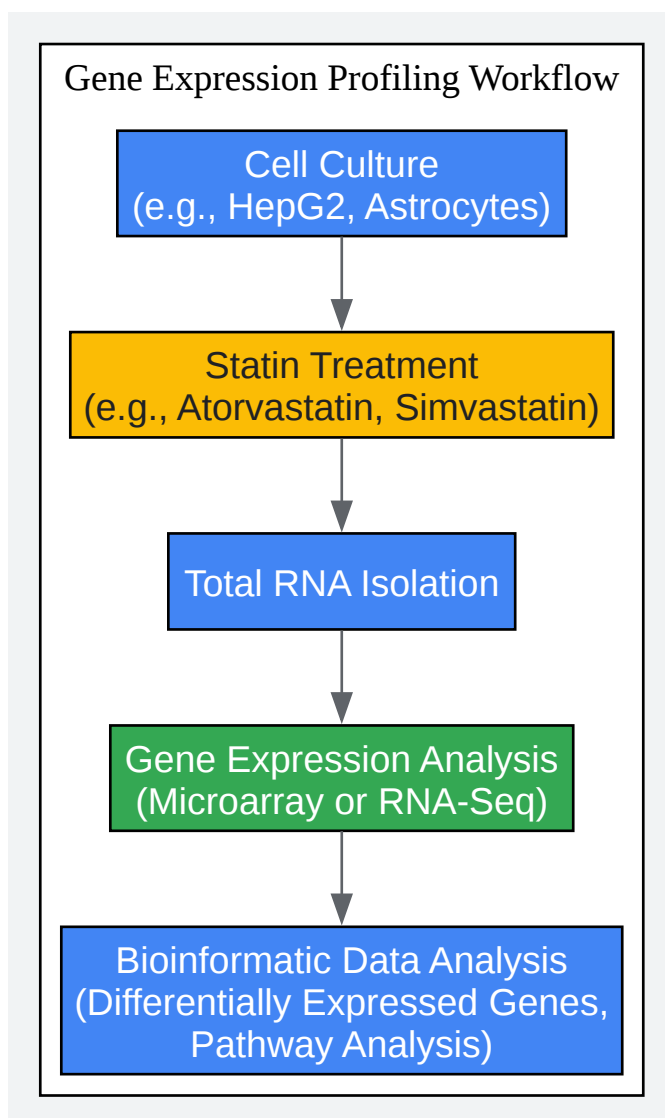 Gene Expression Profiling Workflow
Cell Culture
(e.g., HepG2, Astrocytes)
Statin Treatment
(e.g., Atorvastatin, Simvastatin)
Total RNA Isolation
Gene Expression Analysis
(Microarray or RNA-Seq)
Bioinformatic Data Analysis
(Differentially Expressed Genes,
Pathway Analysis)